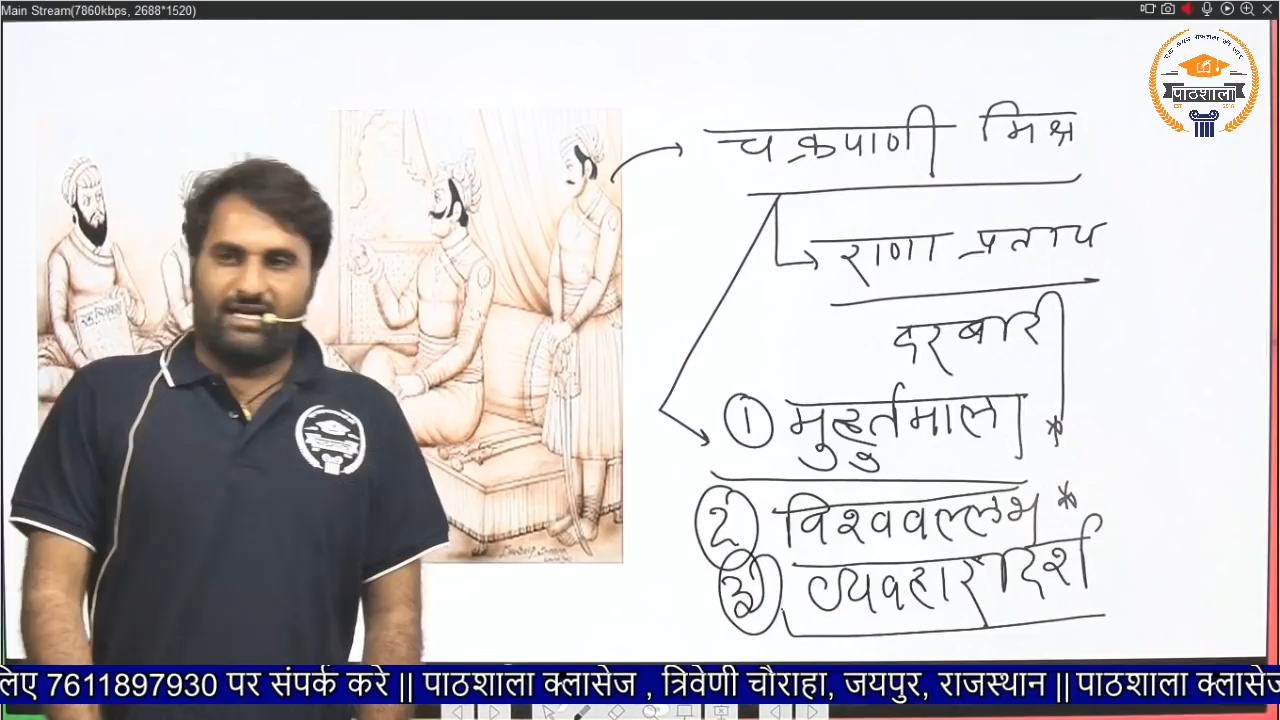 Main Stream(7860kbps, 2688*1520)
पाठशाला
चक्रपाणी मिश्र
राणा प्रताप
दरबारी
① मुहुर्तमाला *
② विश्ववल्लभ *
③ व्यवहारादर्श
लिए 7611897930 पर संपर्क करे || पाठशाला क्लासेज , त्रिवेणी चौराहा, जयपुर, राजस्थान || पाठशाला क्लासेज